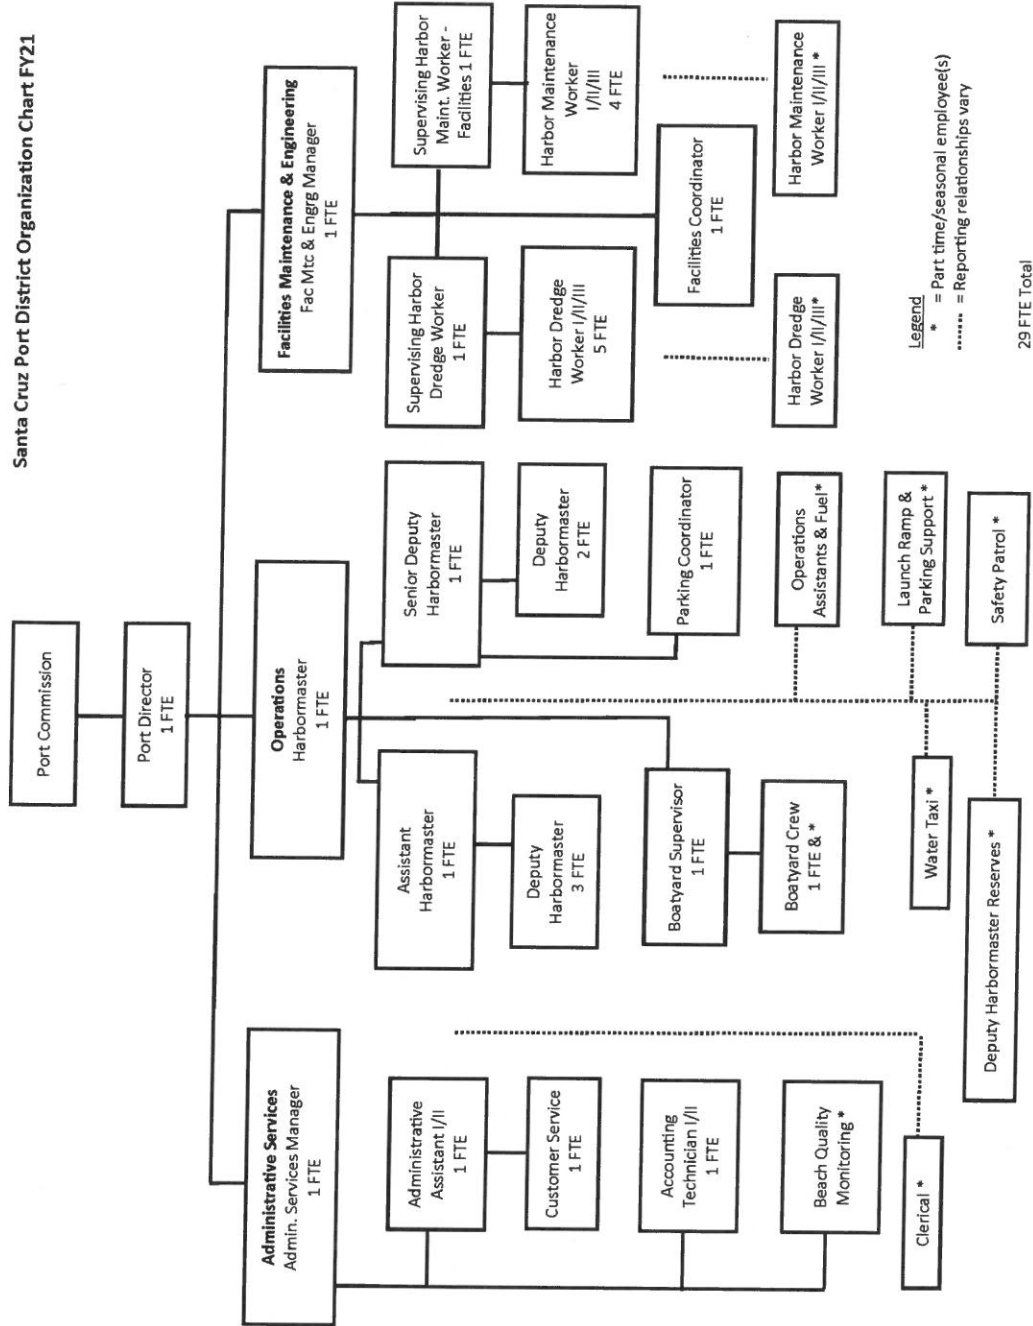 Santa Cruz Port District Organization Chart FY21
Port Commission
Port Director
1 FTE
Administrative Services
Admin. Services Manager
1 FTE
Operations
Harbormaster
1 FTE
Facilities Maintenance & Engineering
Fac Mtc & Engrg Manager
1 FTE
Administrative
Assistant I/II
1 FTE
Customer Service
1 FTE
Accounting
Technician I/II
1 FTE
Beach Quality
Monitoring*
Clerical *
Assistant
Harbormaster
1 FTE
Deputy
Harbormaster
3 FTE
Boatyard Supervisor
1 FTE
Boatyard Crew
1 FTE & *
Water Taxi *
Deputy Harbormaster Reserves *
Senior Deputy
Harbormaster
1 FTE
Deputy
Harbormaster
2 FTE
Parking Coordinator
1 FTE
Operations
Assistants & Fuel*
Launch Ramp &
Parking Support *
Safety Patrol *
Supervising Harbor
Dredge Worker
1 FTE
Harbor Dredge
Worker I/II/III
5 FTE
Harbor Dredge
Worker I/II/III*
Supervising Harbor
Maint. Worker -
Facilities 1 FTE
Harbor Maintenance
Worker
I/II/III
4 FTE
Facilities Coordinator
1 FTE
Harbor Maintenance
Worker I/II/III *
Legend
* = Part time/seasonal employee(s)
...... = Reporting relationships vary
29 FTE Total